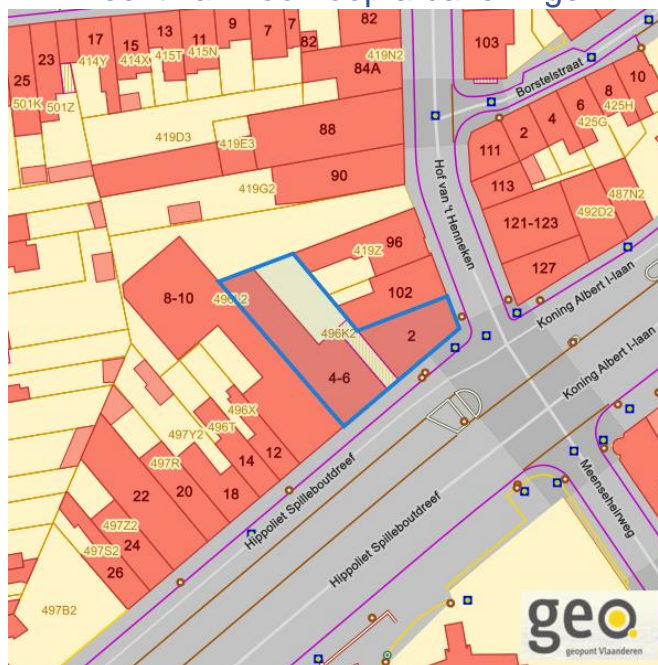 82
17
15
13
11
9
7
7
82
23
25
414Y
414X
415T
415N
419N2
501K
501Z
84A
103
Borstelstraat
10
8
6
4
2
111
425H
425G
419D3
419E3
88
90
419G2
Hof van 't Henneken
113
121-123
127
487N2
492D2
96
419Z
102
8-10
496K2
2
4-6
Koning Albert I-laan
Koning Albert I-laan
496X
496T
497Y2
497R
12
14
18
20
22
24
26
497Z2
497S2
497B2
Hippoliet Spilleboutdreef
Hippoliet Spilleboutdreef
Meenseheirweg
geo
geopunt Vlaanderen